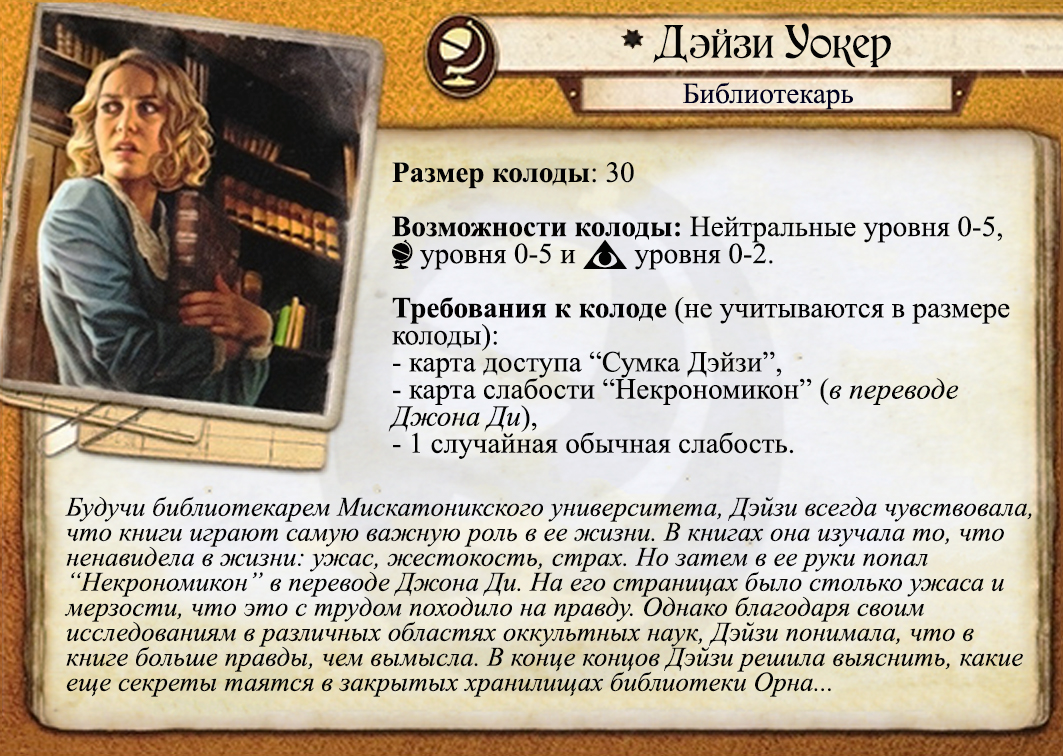 Дэйзи Уокер
Библиотекарь
Размер колоды: 30
Возможности колоды: Нейтральные уровня 0-5,
уровня 0-5 и уровня 0-2.
Требования к колоде (не учитываются в размере
колоды):
- карта доступа “Сумка Дэйзи”,
- карта слабости “Некрономикон” (в переводе
Джона Ди),
- 1 случайная обычная слабость.
Будучи библиотекарем Мискатоникского университета, Дэйзи всегда чувствовала,
что книги играют самую важную роль в ее жизни. В книгах она изучала то, что
ненавидела в жизни: ужас, жестокость, страх. Но затем в ее руки попал
“Некрономикон” в переводе Джона Ди. На его страницах было столько ужаса и
мерзости, что это с трудом походило на правду. Однако благодаря своим
исследованиям в различных областях оккультных наук, Дэйзи понимала, что в
книге больше правды, чем вымысла. В конце концов Дэйзи решила выяснить, какие
еще секреты таятся в закрытых хранилищах библиотеки Орна...